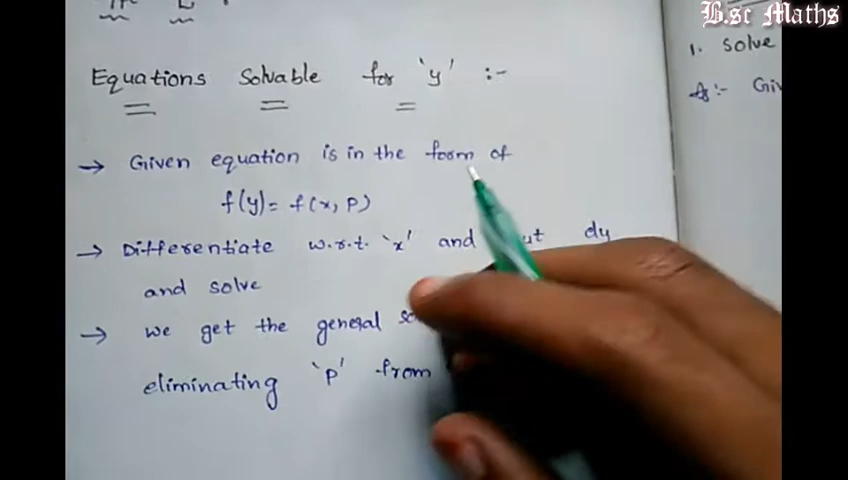 B.sc Maths
Equations Solvable for 'y' :-
→ Given equation is in the form of
f(y) = f(x, p)
→ Differentiate w.r.t. 'x' and dy
and solve
→ we get the general
eliminating 'p' from
1. solve